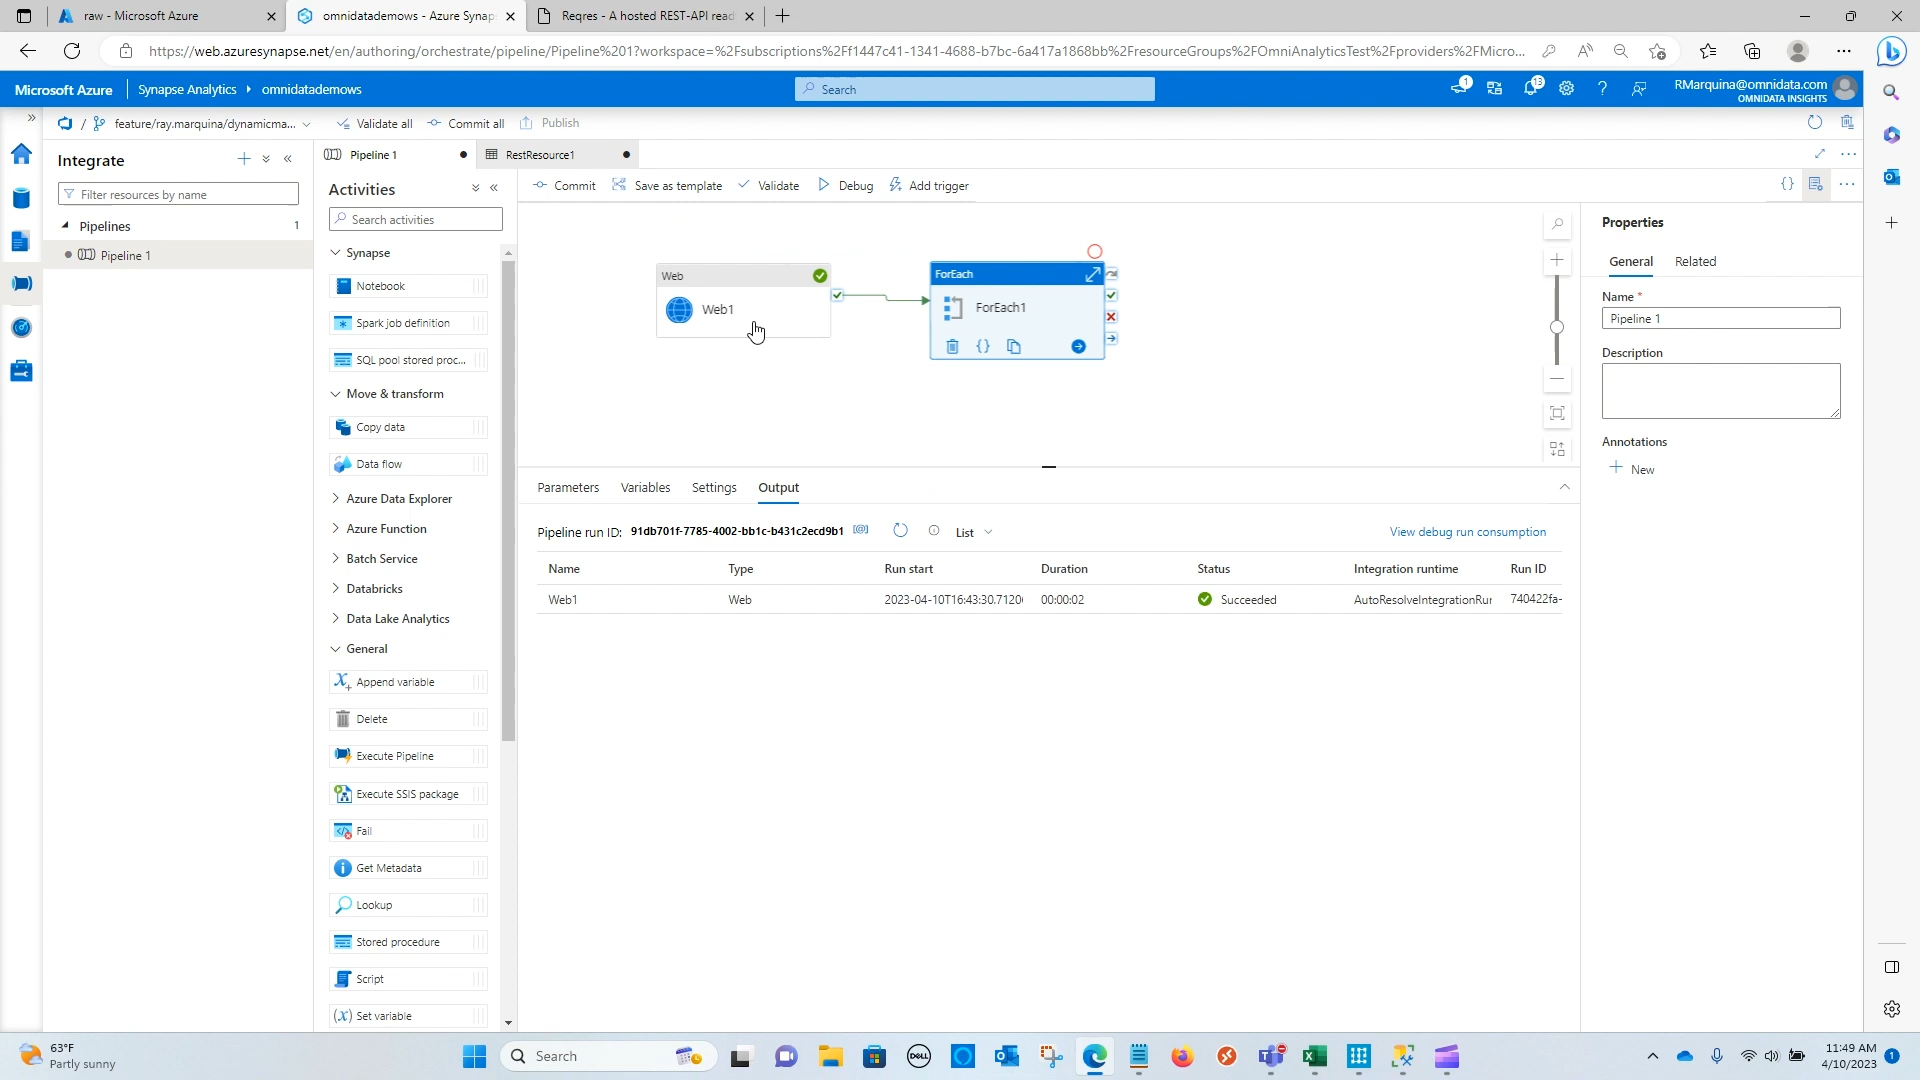 raw - Microsoft Azure
omnidatademows - Azure Synap
Reqres - A hosted REST-API read
https://web.azuresynapse.net/en/authoring/orchestrate/pipeline/Pipeline%201?workspace=%2Fsubscriptions%2Ff1447c41-1341-4688-b7bc-6a417a1868bb%2FresourceGroups%2FOmniAnalyticsTest%2Fproviders%2FMicro...
Microsoft Azure
Synapse Analytics
omnidatademows
Search
1
13
RMarquina@omnidata.com
OMNIDATA INSIGHTS
/
feature/ray.marquina/dynamicma...
Validate all
Commit all
Publish
Integrate
Filter resources by name
Pipelines
1
Pipeline 1
Pipeline 1
RestResource1
Activities
Search activities
Synapse
Notebook
Spark job definition
SQL pool stored proc...
Move & transform
Copy data
Data flow
Azure Data Explorer
Azure Function
Batch Service
Databricks
Data Lake Analytics
General
Append variable
Delete
Execute Pipeline
Execute SSIS package
Fail
Get Metadata
Lookup
Stored procedure
Script
Set variable
Commit
Save as template
Validate
Debug
Add trigger
Web
Web1
ForEach
ForEach1
Parameters
Variables
Settings
Output
Pipeline run ID: 91db701f-7785-4002-bb1c-b431c2ecd9b1
List
View debug run consumption
Name
Type
Run start
Duration
Status
Integration runtime
Run ID
Web1
Web
2023-04-10T16:43:30.7120
00:00:02
Succeeded
AutoResolveIntegrationRur
740422fa-
Properties
General
Related
Name *
Pipeline 1
Description
Annotations
New
63°F
Partly sunny
Search
DELL
11:49 AM
4/10/2023
1